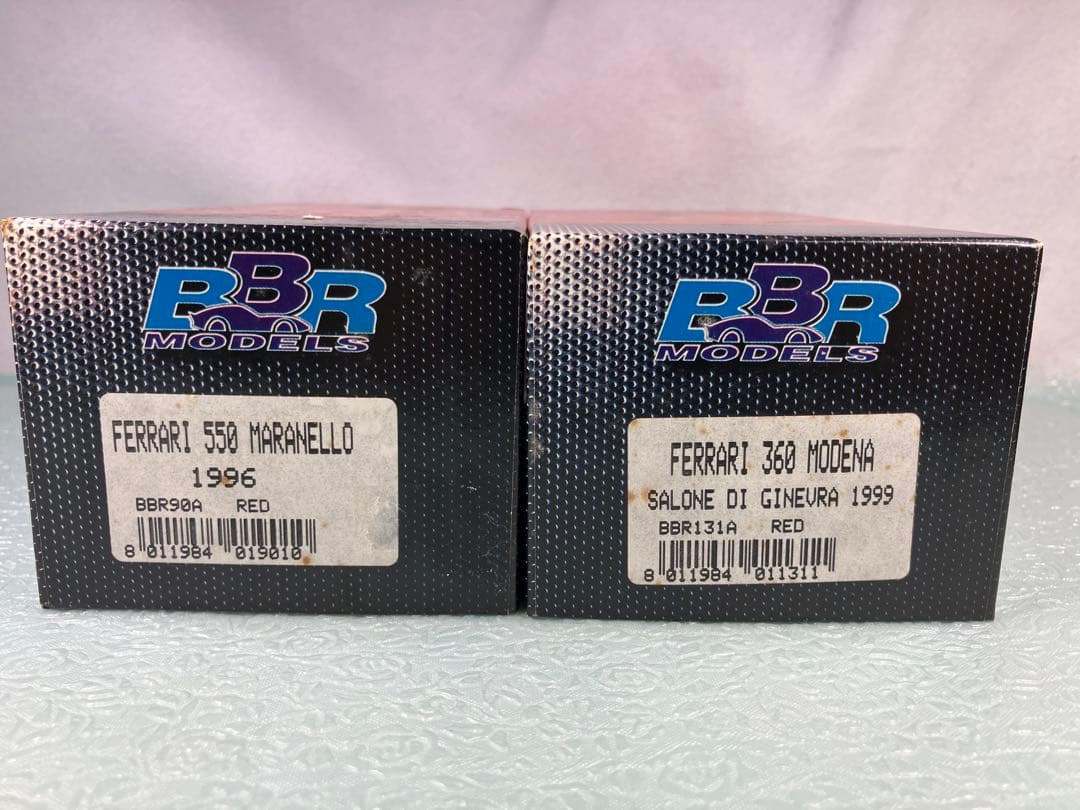 BBR
MODELS
FERRARI 550 MARANELLO
1996
BBR90A RED
8 011984 019010
BBR
MODELS
FERRARI 360 MODENA
SALONE DI GINEVRA 1999
BBR131A RED
8 011984 011311